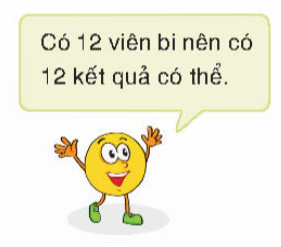 Có 12 viên bi nên có
12 kết quả có thể.